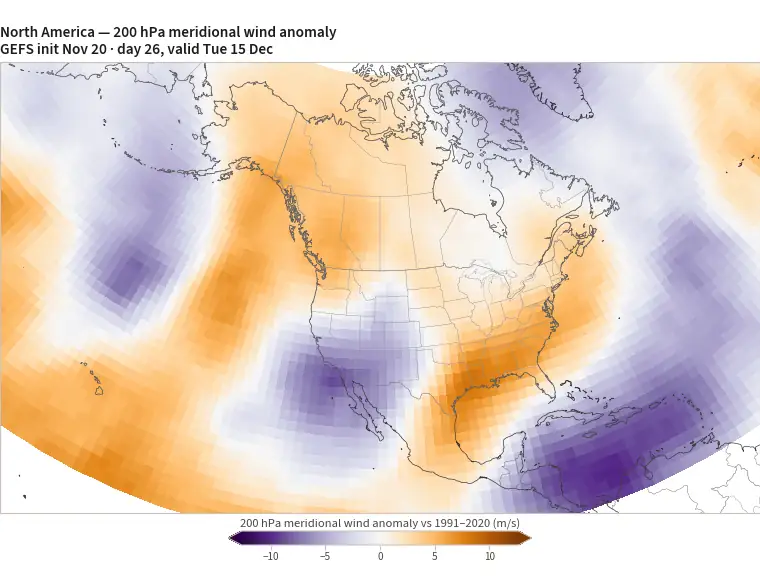 North America — 200 hPa meridional wind anomaly
GEFS init Nov 20 · day 26, valid Tue 15 Dec
200 hPa meridional wind anomaly vs 1991–2020 (m/s)
−10 −5 0 5 10